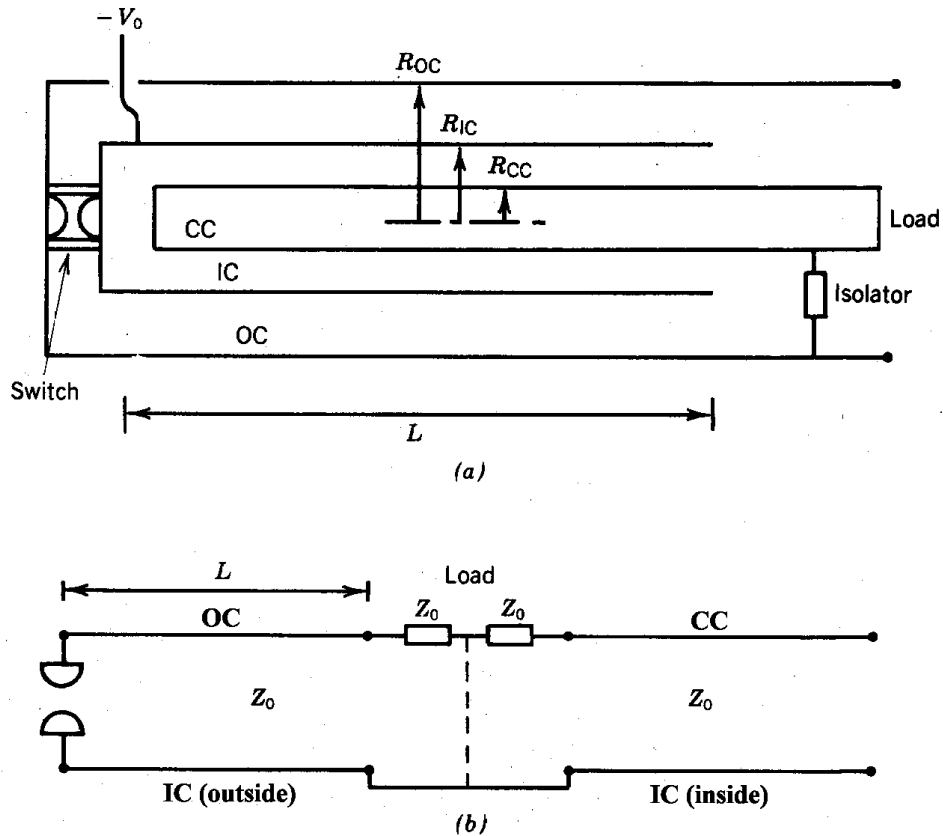 −V₀
R_OC
R_IC
R_CC
CC
Load
IC
Isolator
OC
Switch
L
(a)
L
Load
OC
Z₀ Z₀
CC
Z₀
Z₀
IC (outside)
IC (inside)
(b)